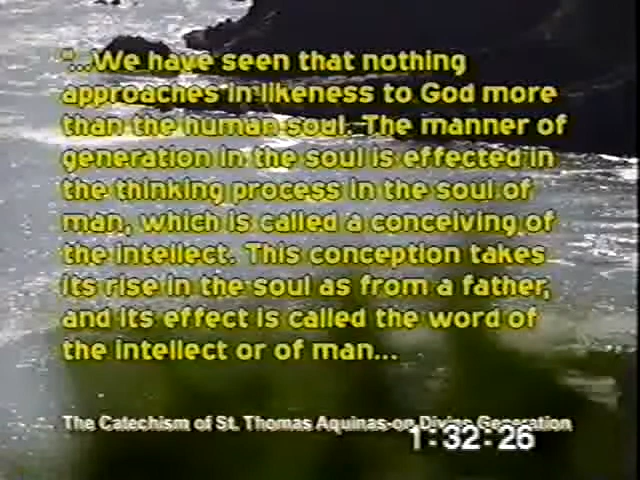 "...We have seen that nothing
approaches in likeness to God more
than the human soul. The manner of
generation in the soul is effected in
the thinking process in the soul of
man, which is called a conceiving of
the intellect. This conception takes
its rise in the soul as from a father,
and its effect is called the word of
the intellect or of man...
The Catechism of St. Thomas Aquinas-on Divine Generation
1:32:26